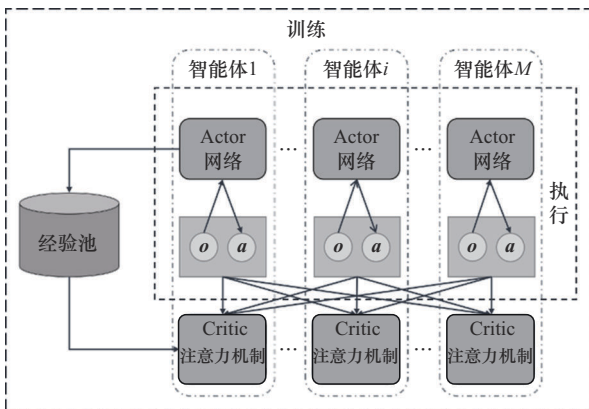 训练
智能体1
智能体i
智能体M
Actor
网络
…
Actor
网络
…
Actor
网络
执行
经验池
o
a
o
a
o
a
Critic
注意力机制
…
Critic
注意力机制
…
Critic
注意力机制